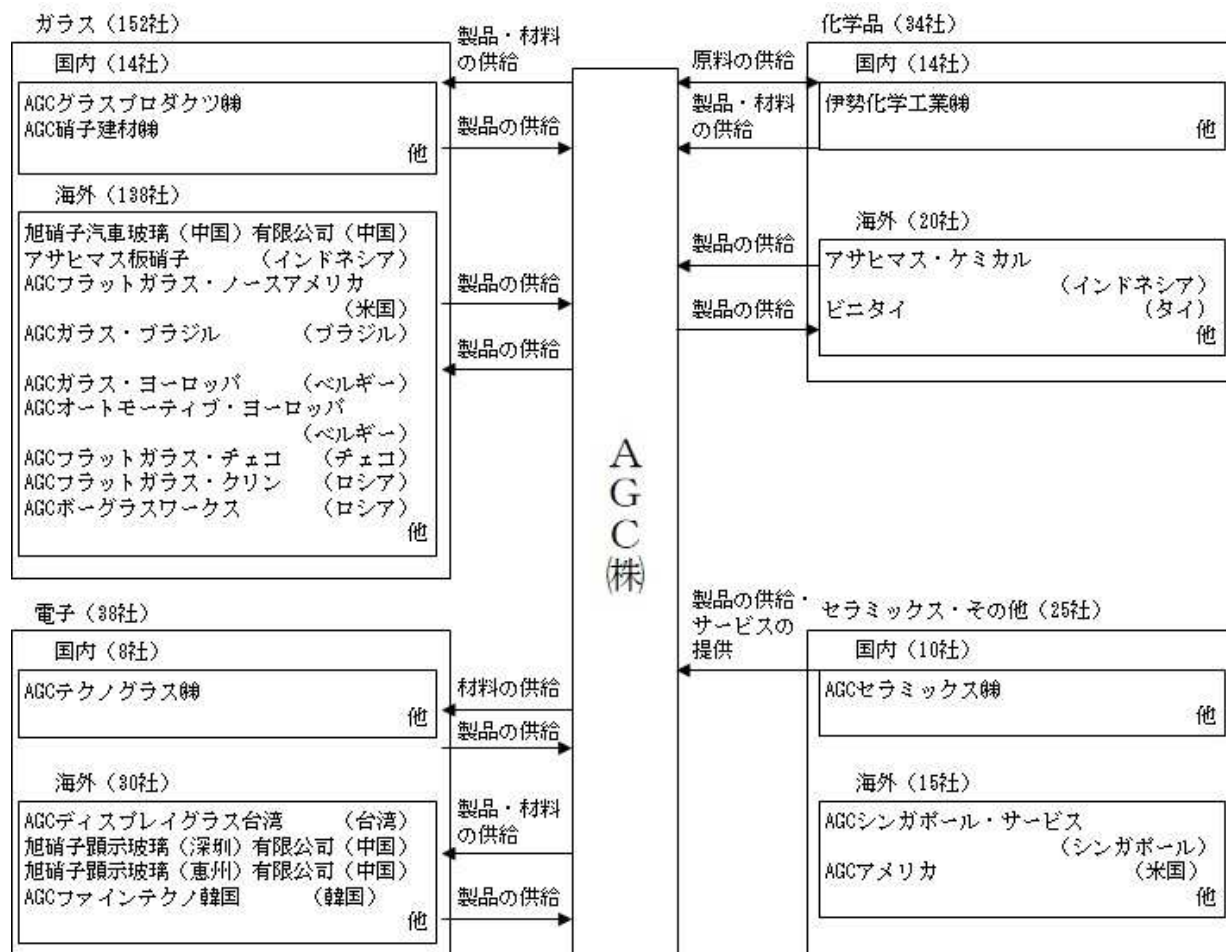 ガラス（152社）
国内（14社）
AGCグラスプロダクツ㈱
AGC硝子建材㈱
他
海外（138社）
旭硝子汽車玻璃（中国）有限公司（中国）
アサヒマス板硝子　（インドネシア）
AGCフラットガラス・ノースアメリカ
（米国）
AGCガラス・ブラジル　（ブラジル）
AGCガラス・ヨーロッパ　（ベルギー）
AGCオートモーティブ・ヨーロッパ
（ベルギー）
AGCフラットガラス・チェコ　（チェコ）
AGCフラットガラス・クリン　（ロシア）
AGCボーグラスワークス　（ロシア）
他
電子（38社）
国内（8社）
AGCテクノグラス㈱
他
海外（30社）
AGCディスプレイグラス台湾　（台湾）
旭硝子顕示玻璃（深圳）有限公司（中国）
旭硝子顕示玻璃（恵州）有限公司（中国）
AGCファインテクノ韓国　（韓国）
他
製品・材料
の供給
製品の供給
製品の供給
製品の供給
材料の供給
製品の供給
製品・材料
の供給
製品の供給
AGC㈱
原料の供給
製品・材料
の供給
製品の供給
製品の供給
製品の供給・
サービスの
提供
化学品（34社）
国内（14社）
伊勢化学工業㈱
他
海外（20社）
アサヒマス・ケミカル
（インドネシア）
ビニタイ　（タイ）
他
セラミックス・その他（25社）
国内（10社）
AGCセラミックス㈱
他
海外（15社）
AGCシンガポール・サービス
（シンガポール）
AGCアメリカ　（米国）
他